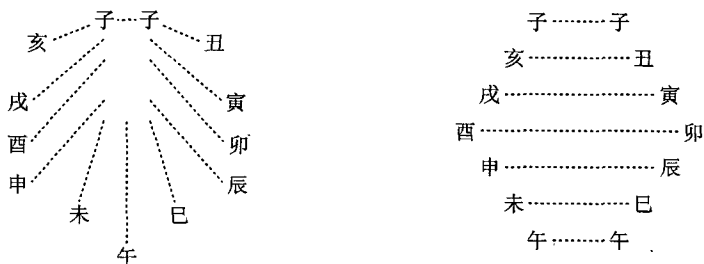 子 子
亥 丑
戌 寅
酉 卯
申 辰
未 巳
午
子 子
亥 丑
戌 寅
酉 卯
申 辰
未 巳
午 午